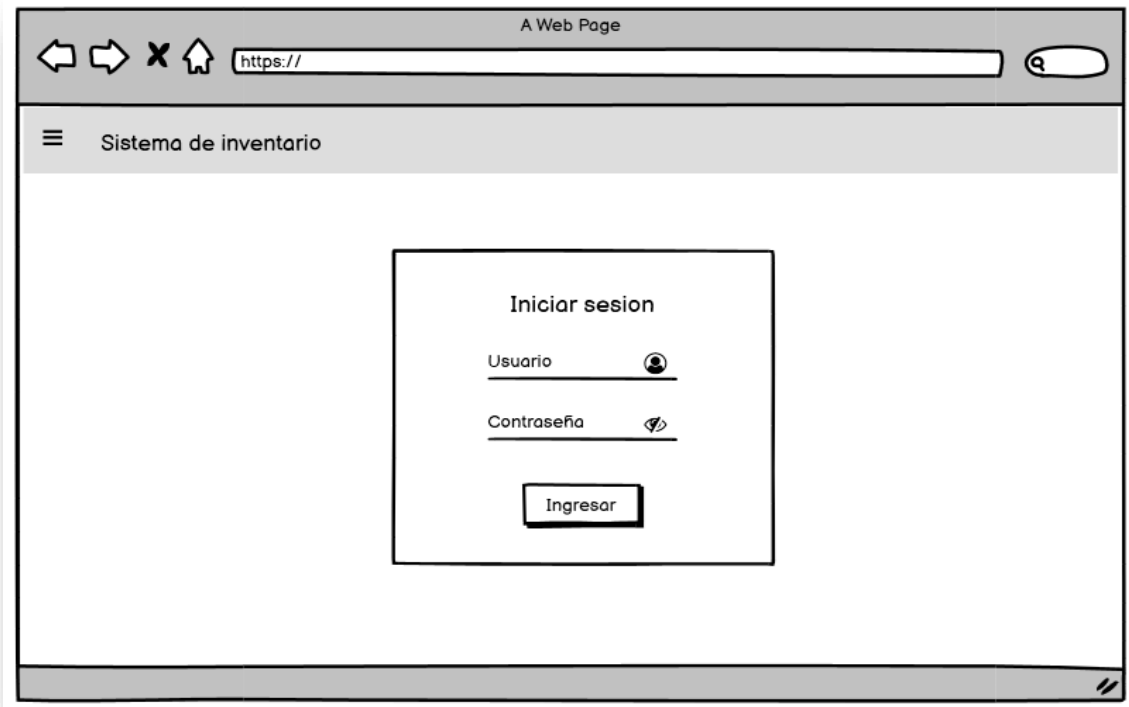 A Web Page
https://
Sistema de inventario
Iniciar sesion
Usuario
Contraseña
Ingresar